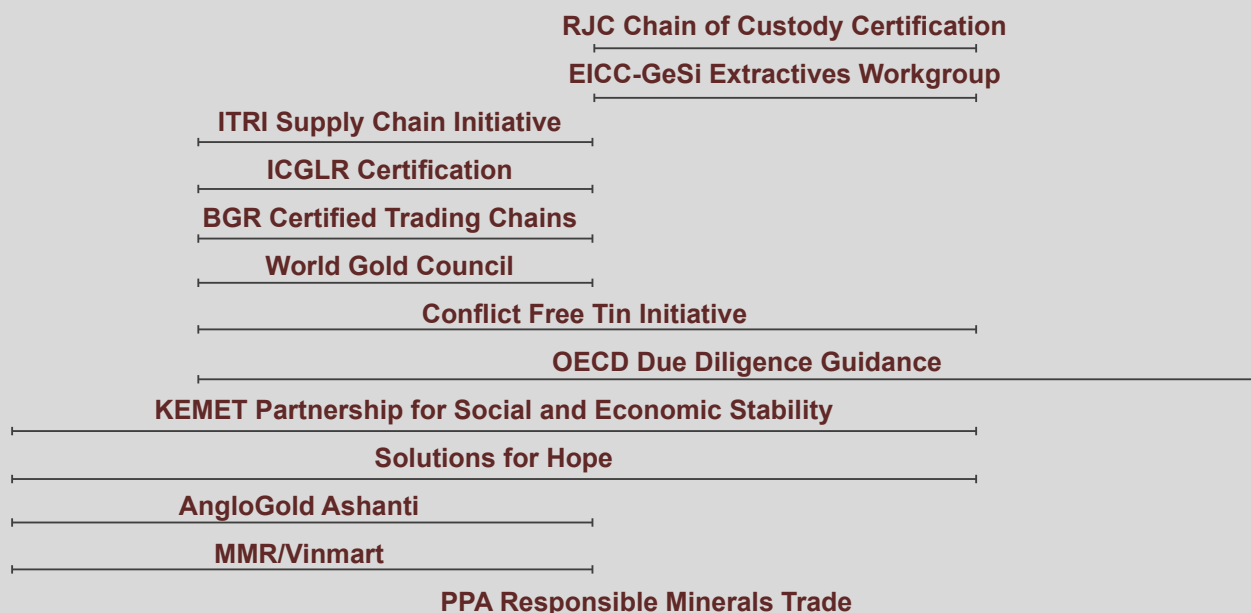 RJC Chain of Custody Certification
EICC-GeSi Extractives Workgroup
ITRI Supply Chain Initiative
ICGLR Certification
BGR Certified Trading Chains
World Gold Council
Conflict Free Tin Initiative
OECD Due Diligence Guidance
KEMET Partnership for Social and Economic Stability
Solutions for Hope
AngloGold Ashanti
MMR/Vinmart
PPA Responsible Minerals Trade